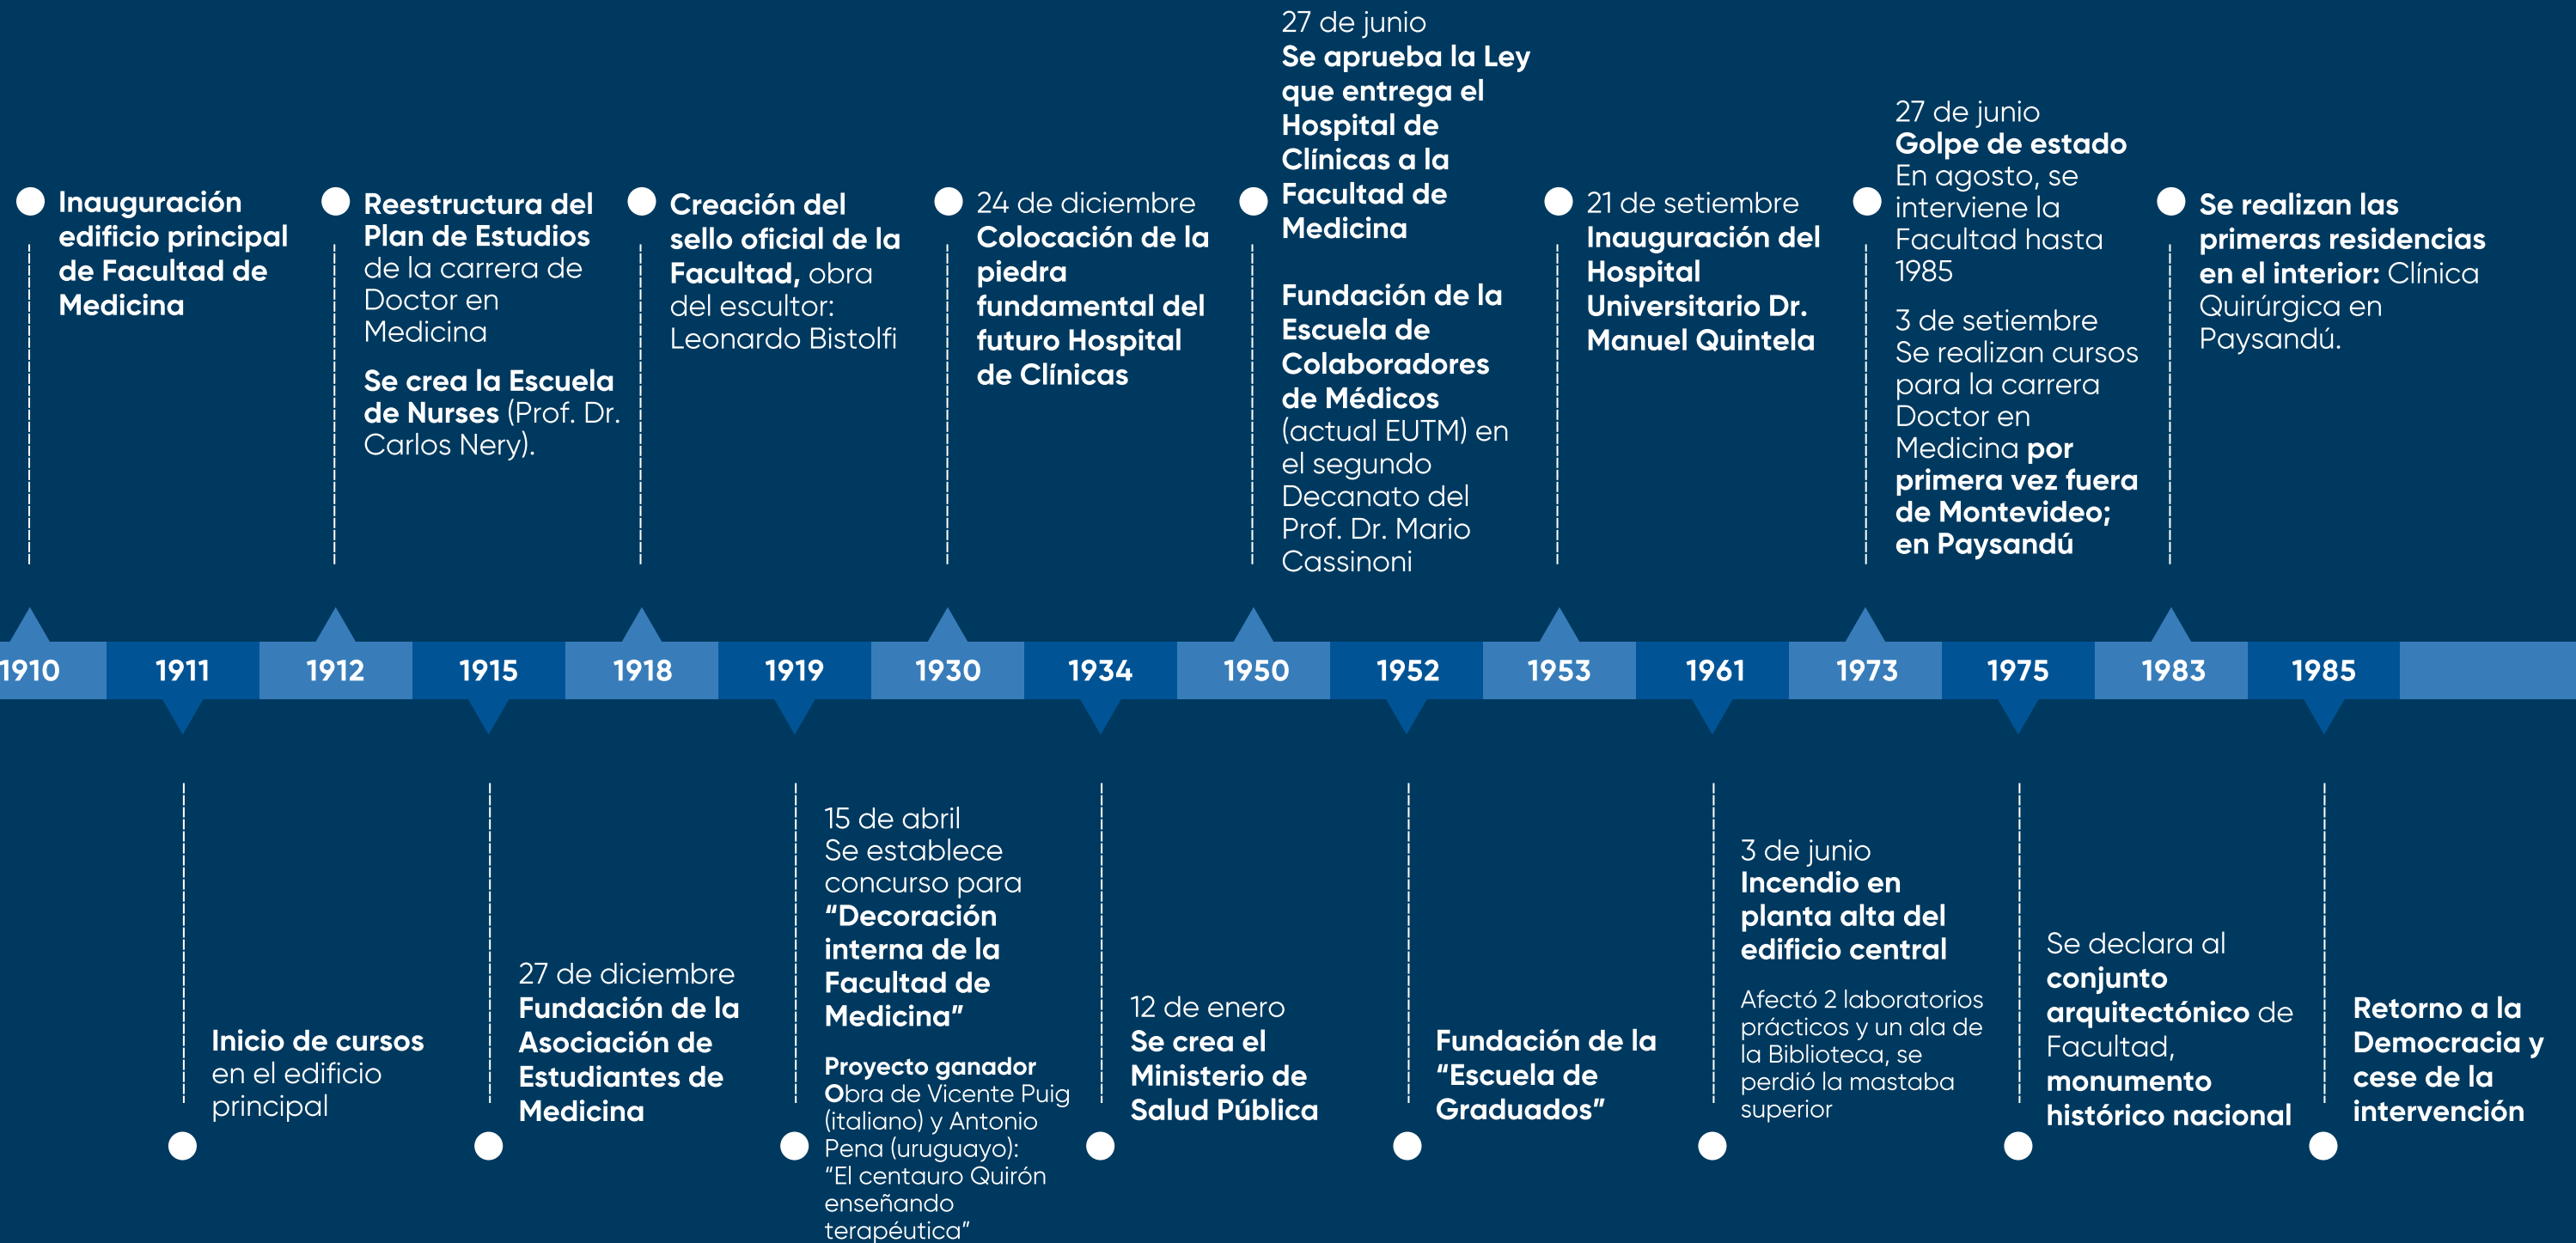 27 de junio
Se aprueba la Ley
que entrega el
Hospital de
Clínicas a la
Facultad de
Medicina
Fundación de la
Escuela de
Colaboradores
de Médicos
(actual EUTM) en
el segundo
Decanato del
Prof. Dr. Mario
Cassinoni
27 de junio
Golpe de estado
En agosto, se
interviene la
Facultad hasta
1985
3 de setiembre
Se realizan cursos
para la carrera
Doctor en
Medicina por
primera vez fuera
de Montevideo;
en Paysandú
Inauguración
edificio principal
de Facultad de
Medicina
Reestructura del
Plan de Estudios
de la carrera de
Doctor en
Medicina
Se crea la Escuela
de Nurses (Prof. Dr.
Carlos Nery).
Creación del
sello oficial de la
Facultad, obra
del escultor:
Leonardo Bistolfi
24 de diciembre
Colocación de la
piedra
fundamental del
futuro Hospital
de Clínicas
21 de setiembre
Inauguración del
Hospital
Universitario Dr.
Manuel Quintela
Se realizan las
primeras residencias
en el interior: Clínica
Quirúrgica en
Paysandú.
1910 1911 1912 1915 1918 1919 1930 1934 1950 1952 1953 1961 1973 1975 1983 1985
Inicio de cursos
en el edificio
principal
27 de diciembre
Fundación de la
Asociación de
Estudiantes de
Medicina
15 de abril
Se establece
concurso para
“Decoración
interna de la
Facultad de
Medicina”
Proyecto ganador
Obra de Vicente Puig
(italiano) y Antonio
Pena (uruguayo):
“El centauro Quirón
enseñando
terapéutica”
12 de enero
Se crea el
Ministerio de
Salud Pública
Fundación de la
“Escuela de
Graduados”
3 de junio
Incendio en
planta alta del
edificio central
Afectó 2 laboratorios
prácticos y un ala de
la Biblioteca, se
perdió la mastaba
superior
Se declara al
conjunto
arquitectónico de
Facultad,
monumento
histórico nacional
Retorno a la
Democracia y
cese de la
intervención